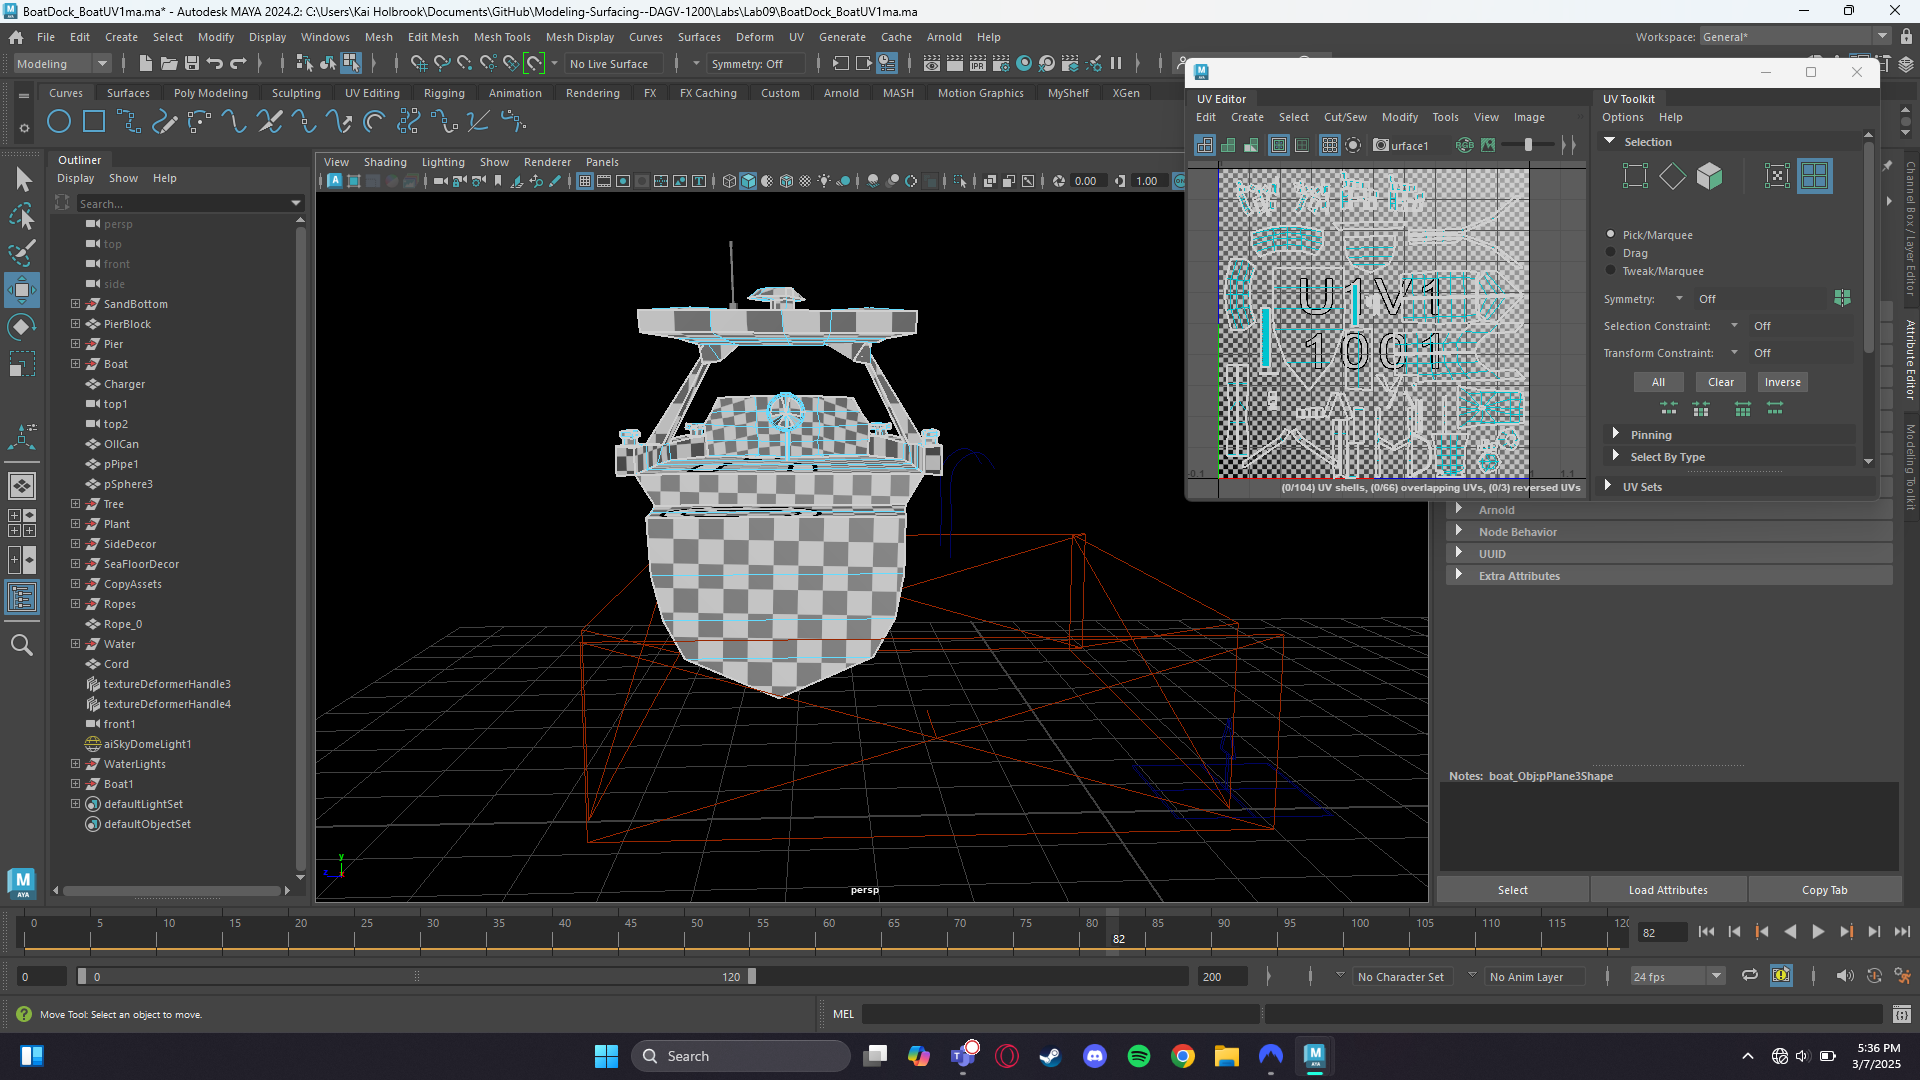 BoatDock_BoatUV1ma.ma* - Autodesk MAYA 2024.2: C:\Users\Kai Holbrook\Documents\GitHub\Modeling-Surfacing--DAGV-1200\Labs\Lab09\BoatDock_BoatUV1ma.ma
File Edit Create Select Modify Display Windows Mesh Edit Mesh Mesh Tools Mesh Display Curves Surfaces Deform UV Generate Cache Arnold Help
Workspace: General*
Modeling No Live Surface Symmetry: Off
Curves Surfaces Poly Modeling Sculpting UV Editing Rigging Animation Rendering FX FX Caching Custom Arnold MASH Motion Graphics MyShelf XGen
Outliner
Display Show Help
Search...
persp
top
front
side
SandBottom
PierBlock
Pier
Boat
Charger
top1
top2
OilCan
pPipe1
pSphere3
Tree
Plant
SideDecor
SeaFloorDecor
CopyAssets
Ropes
Rope_0
Water
Cord
textureDeformerHandle3
textureDeformerHandle4
front1
aiSkyDomeLight1
WaterLights
Boat1
defaultLightSet
defaultObjectSet
View Shading Lighting Show Renderer Panels
0.00 1.00
persp
UV Editor
Edit Create Select Cut/Sew Modify Tools View Image
urface1
U1V1
1001
-0.1 1 1.1
(0/104) UV shells, (0/66) overlapping UVs, (0/3) reversed UVs
UV Toolkit
Options Help
Selection
Pick/Marquee
Drag
Tweak/Marquee
Symmetry: Off
Selection Constraint: Off
Transform Constraint: Off
All Clear Inverse
Pinning
Select By Type
UV Sets
Channel Box / Layer Editor
Attribute Editor
Modeling Toolkit
Arnold
Node Behavior
UUID
Extra Attributes
Notes: boat_Obj:pPlane3Shape
Select Load Attributes Copy Tab
0 5 10 15 20 25 30 35 40 45 50 55 60 65 70 75 80 85 90 95 100 105 110 115 120
82
82
0 0 120 200 No Character Set No Anim Layer 24 fps
Move Tool: Select an object to move.
MEL
Search
5:36 PM
3/7/2025